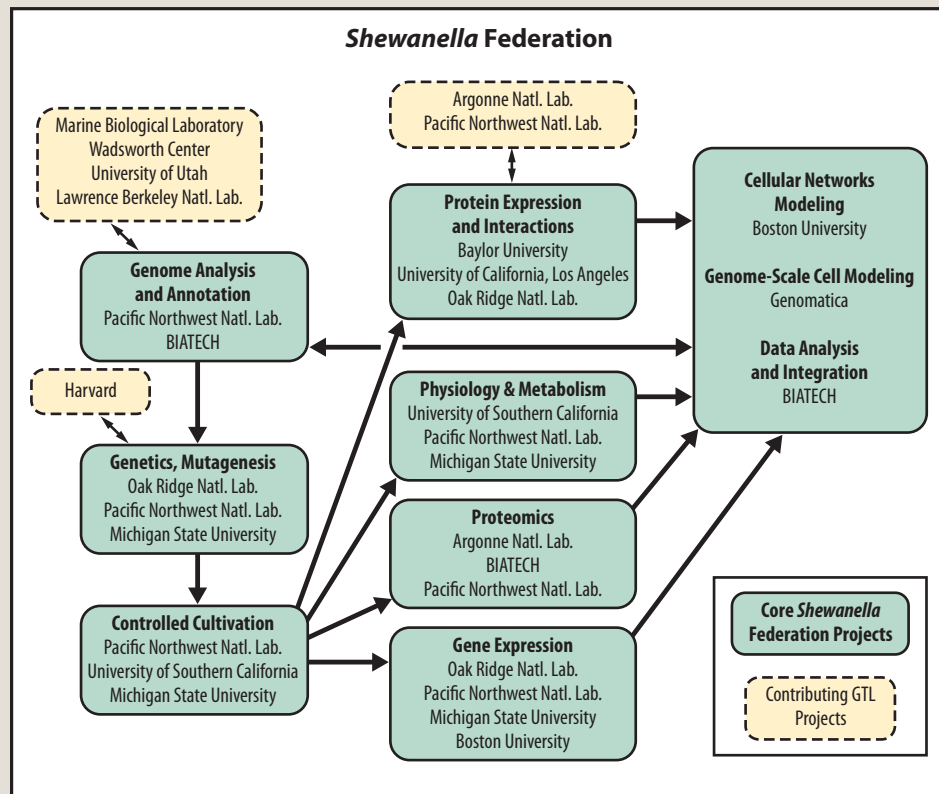 Shewanella Federation
Marine Biological Laboratory
Wadsworth Center
University of Utah
Lawrence Berkeley Natl. Lab.
Argonne Natl. Lab.
Pacific Northwest Natl. Lab.
Genome Analysis
and Annotation
Pacific Northwest Natl. Lab.
BIATECH
Harvard
Genetics, Mutagenesis
Oak Ridge Natl. Lab.
Pacific Northwest Natl. Lab.
Michigan State University
Controlled Cultivation
Pacific Northwest Natl. Lab.
University of Southern California
Michigan State University
Protein Expression
and Interactions
Baylor University
University of California, Los Angeles
Oak Ridge Natl. Lab.
Physiology & Metabolism
University of Southern California
Pacific Northwest Natl. Lab.
Michigan State University
Proteomics
Argonne Natl. Lab.
BIATECH
Pacific Northwest Natl. Lab.
Gene Expression
Oak Ridge Natl. Lab.
Pacific Northwest Natl. Lab.
Michigan State University
Boston University
Cellular Networks
Modeling
Boston University
Genome-Scale Cell Modeling
Genomatica
Data Analysis
and Integration
BIATECH
Core Shewanella
Federation Projects
Contributing GTL
Projects